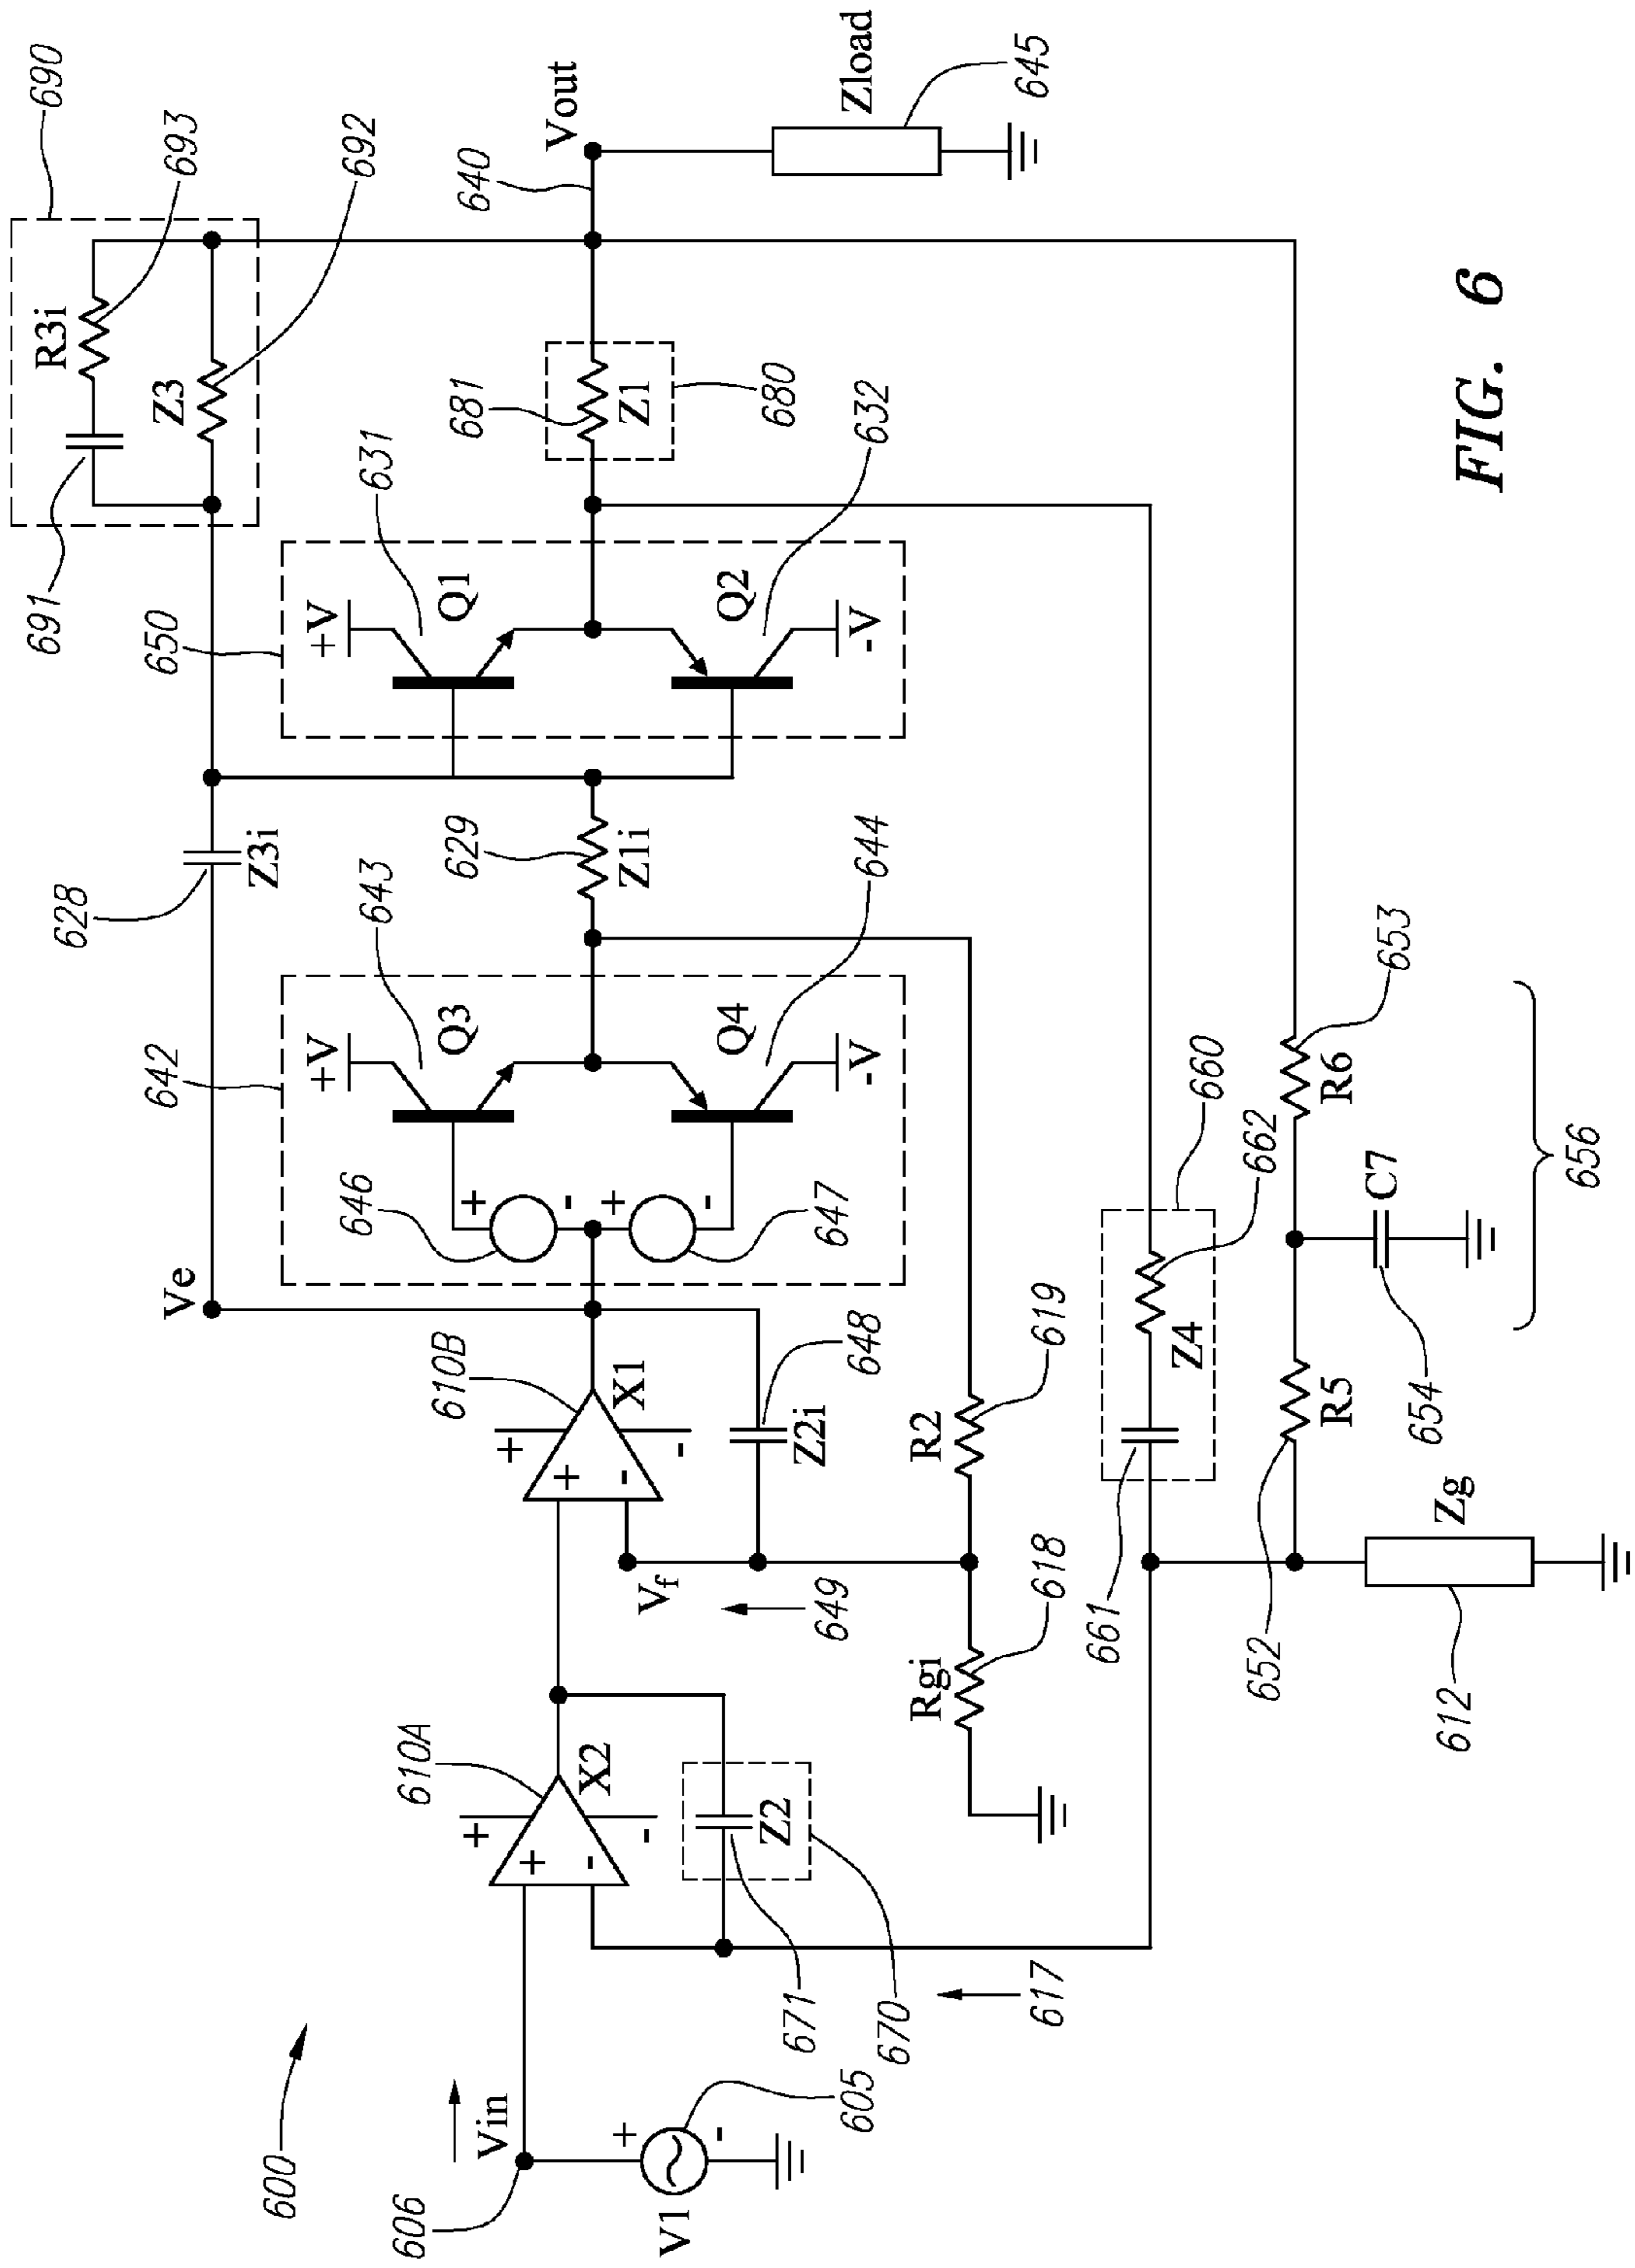 600
606
Vin
V1
+
-
605
610A
X2
+
-
+
-
Z2
671
670
617
610B
X1
+
-
+
-
Vf
649
Z2i
648
Ve
628
Z3i
642
646
647
+
-
+
-
+V
Q3
643
Q4
-V
644
629
Z1i
Rgi
618
R2
619
650
+V
Q1
631
Q2
-V
632
681
Z1
680
690
R3i
693
Z3
692
691
640
Vout
Zload
645
661
Z4
662
660
652
R5
R6
653
C7
654
656
Zg
612
FIG. 6